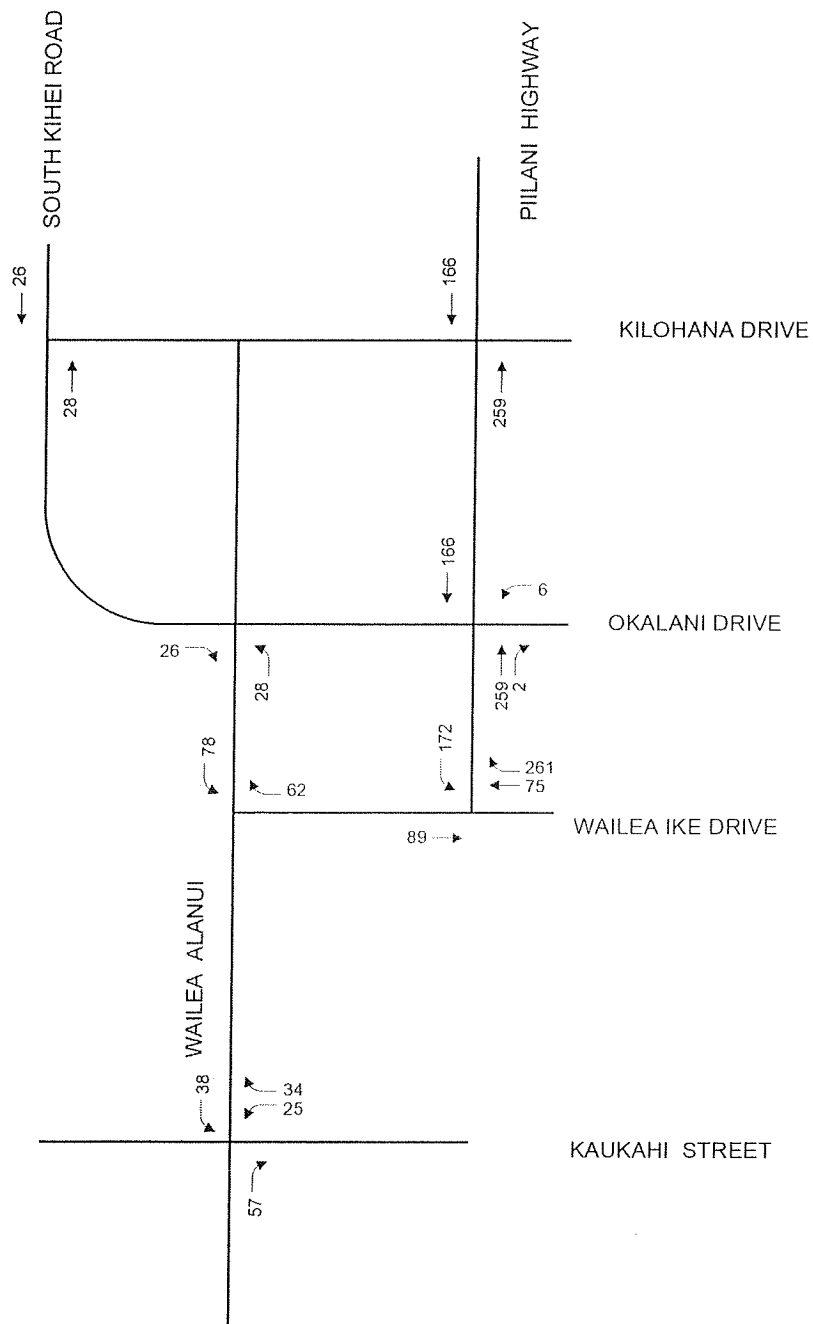 SOUTH KIHEI ROAD
PIILANI HIGHWAY
26
166
KILOHANA DRIVE
28
259
166
6
OKALANI DRIVE
26
28
259
2
78
62
172
261
75
WAILEA IKE DRIVE
89
WAILEA ALANUI
38
34
25
KAUKAHI STREET
57